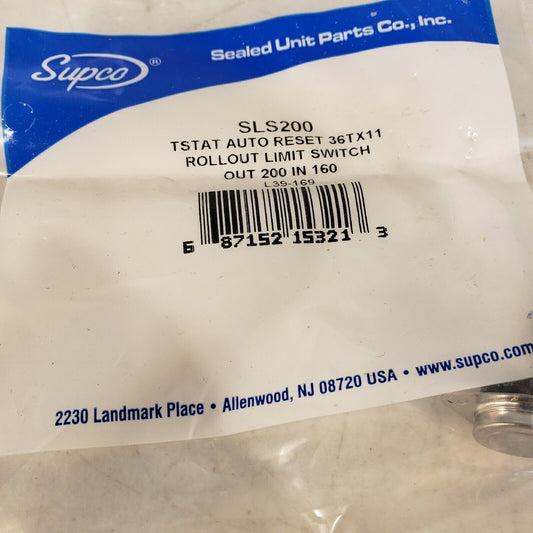 Supco®
Sealed Unit Parts Co., Inc.
SLS200
TSTAT AUTO RESET 36TX11
ROLLOUT LIMIT SWITCH
OUT 200 IN 160
L39-169
6 87152 15321 3
2230 Landmark Place • Allenwood, NJ 08720 USA • www.supco.com